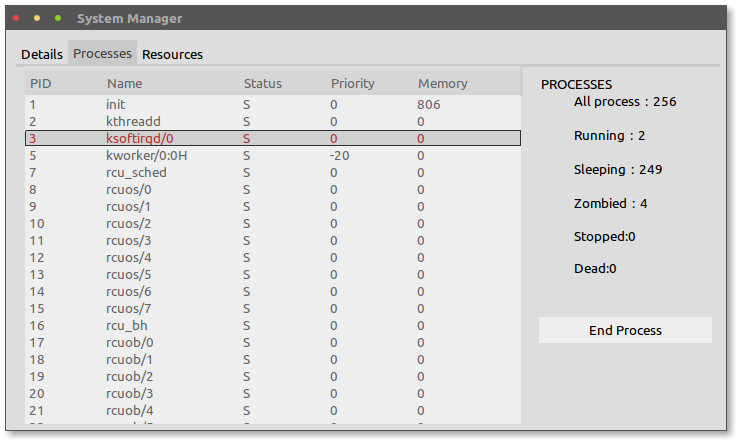 System Manager
Details Processes Resources
PID Name Status Priority Memory
1 init S 0 806
2 kthreadd S 0 0
3 ksoftirqd/0 S 0 0
5 kworker/0:0H S -20 0
7 rcu_sched S 0 0
8 rcuos/0 S 0 0
9 rcuos/1 S 0 0
10 rcuos/2 S 0 0
11 rcuos/3 S 0 0
12 rcuos/4 S 0 0
13 rcuos/5 S 0 0
14 rcuos/6 S 0 0
15 rcuos/7 S 0 0
16 rcu_bh S 0 0
17 rcuob/0 S 0 0
18 rcuob/1 S 0 0
19 rcuob/2 S 0 0
20 rcuob/3 S 0 0
21 rcuob/4 S 0 0
PROCESSES
All process : 256
Running : 2
Sleeping : 249
Zombied : 4
Stopped:0
Dead:0
End Process